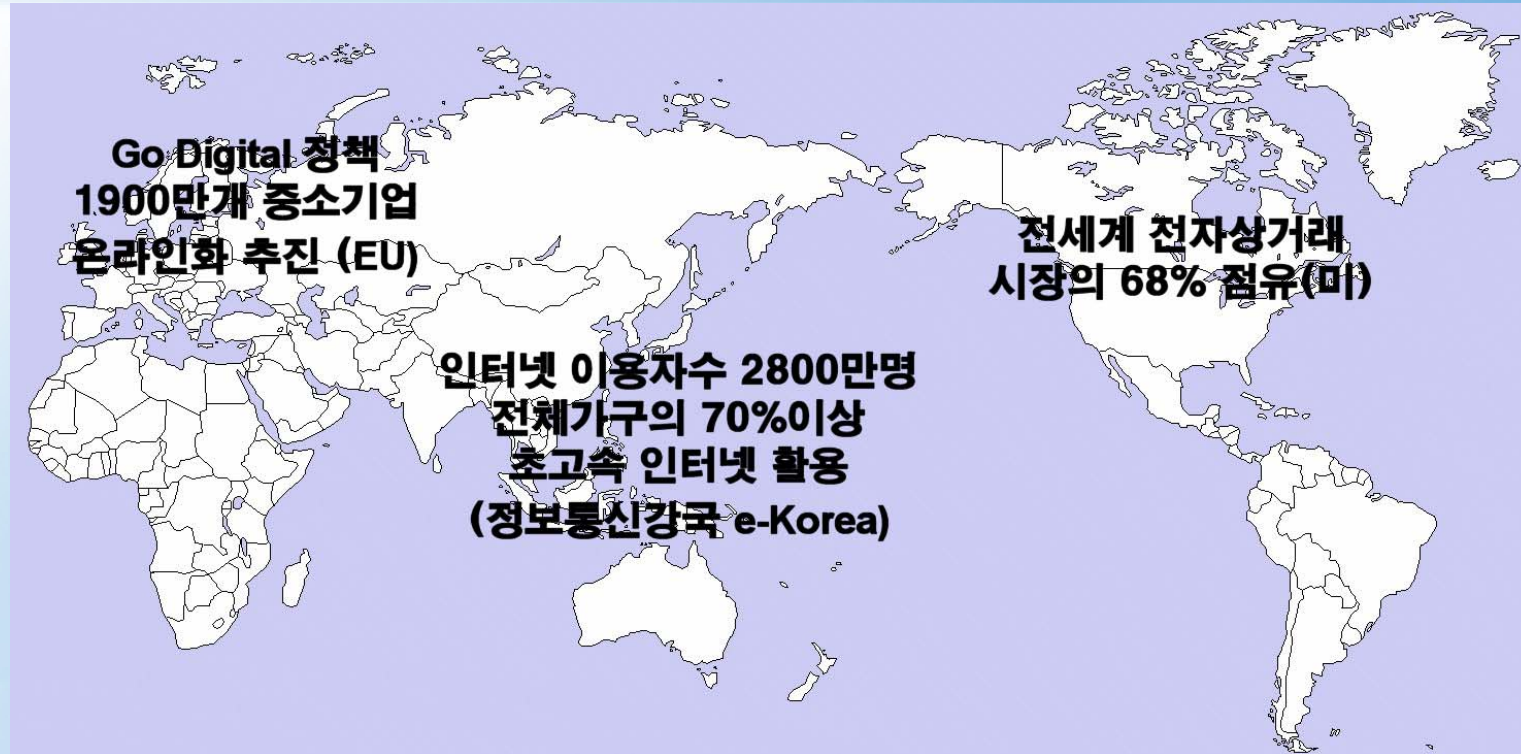 Go Digital 정책
1900만개 중소기업
온라인화 추진 (EU)
전세계 전자상거래
시장의 68% 점유(미)
인터넷 이용자수 2800만명
전체가구의 70%이상
초고속 인터넷 활용
(정보통신강국 e-Korea)